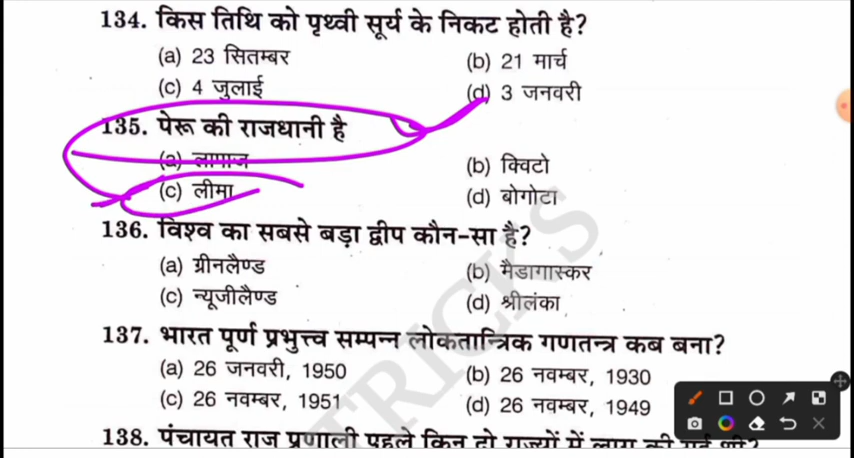 134. किस तिथि को पृथ्वी सूर्य के निकट होती है?
(a) 23 सितम्बर (b) 21 मार्च
(c) 4 जुलाई (d) 3 जनवरी
135. पेरू की राजधानी है
(a) लापाज (b) क्विटो
(c) लीमा (d) बोगोटा
136. विश्व का सबसे बड़ा द्वीप कौन-सा है?
(a) ग्रीनलैण्ड (b) मैडागास्कर
(c) न्यूजीलैण्ड (d) श्रीलंका
137. भारत पूर्ण प्रभुत्त्व सम्पन्न लोकतान्त्रिक गणतन्त्र कब बना?
(a) 26 जनवरी, 1950 (b) 26 नवम्बर, 1930
(c) 26 नवम्बर, 1951 (d) 26 नवम्बर, 1949
138. पंचायत राज प्रणाली पहले किन दो राज्यों में लागू की गई थी?
TRICKS